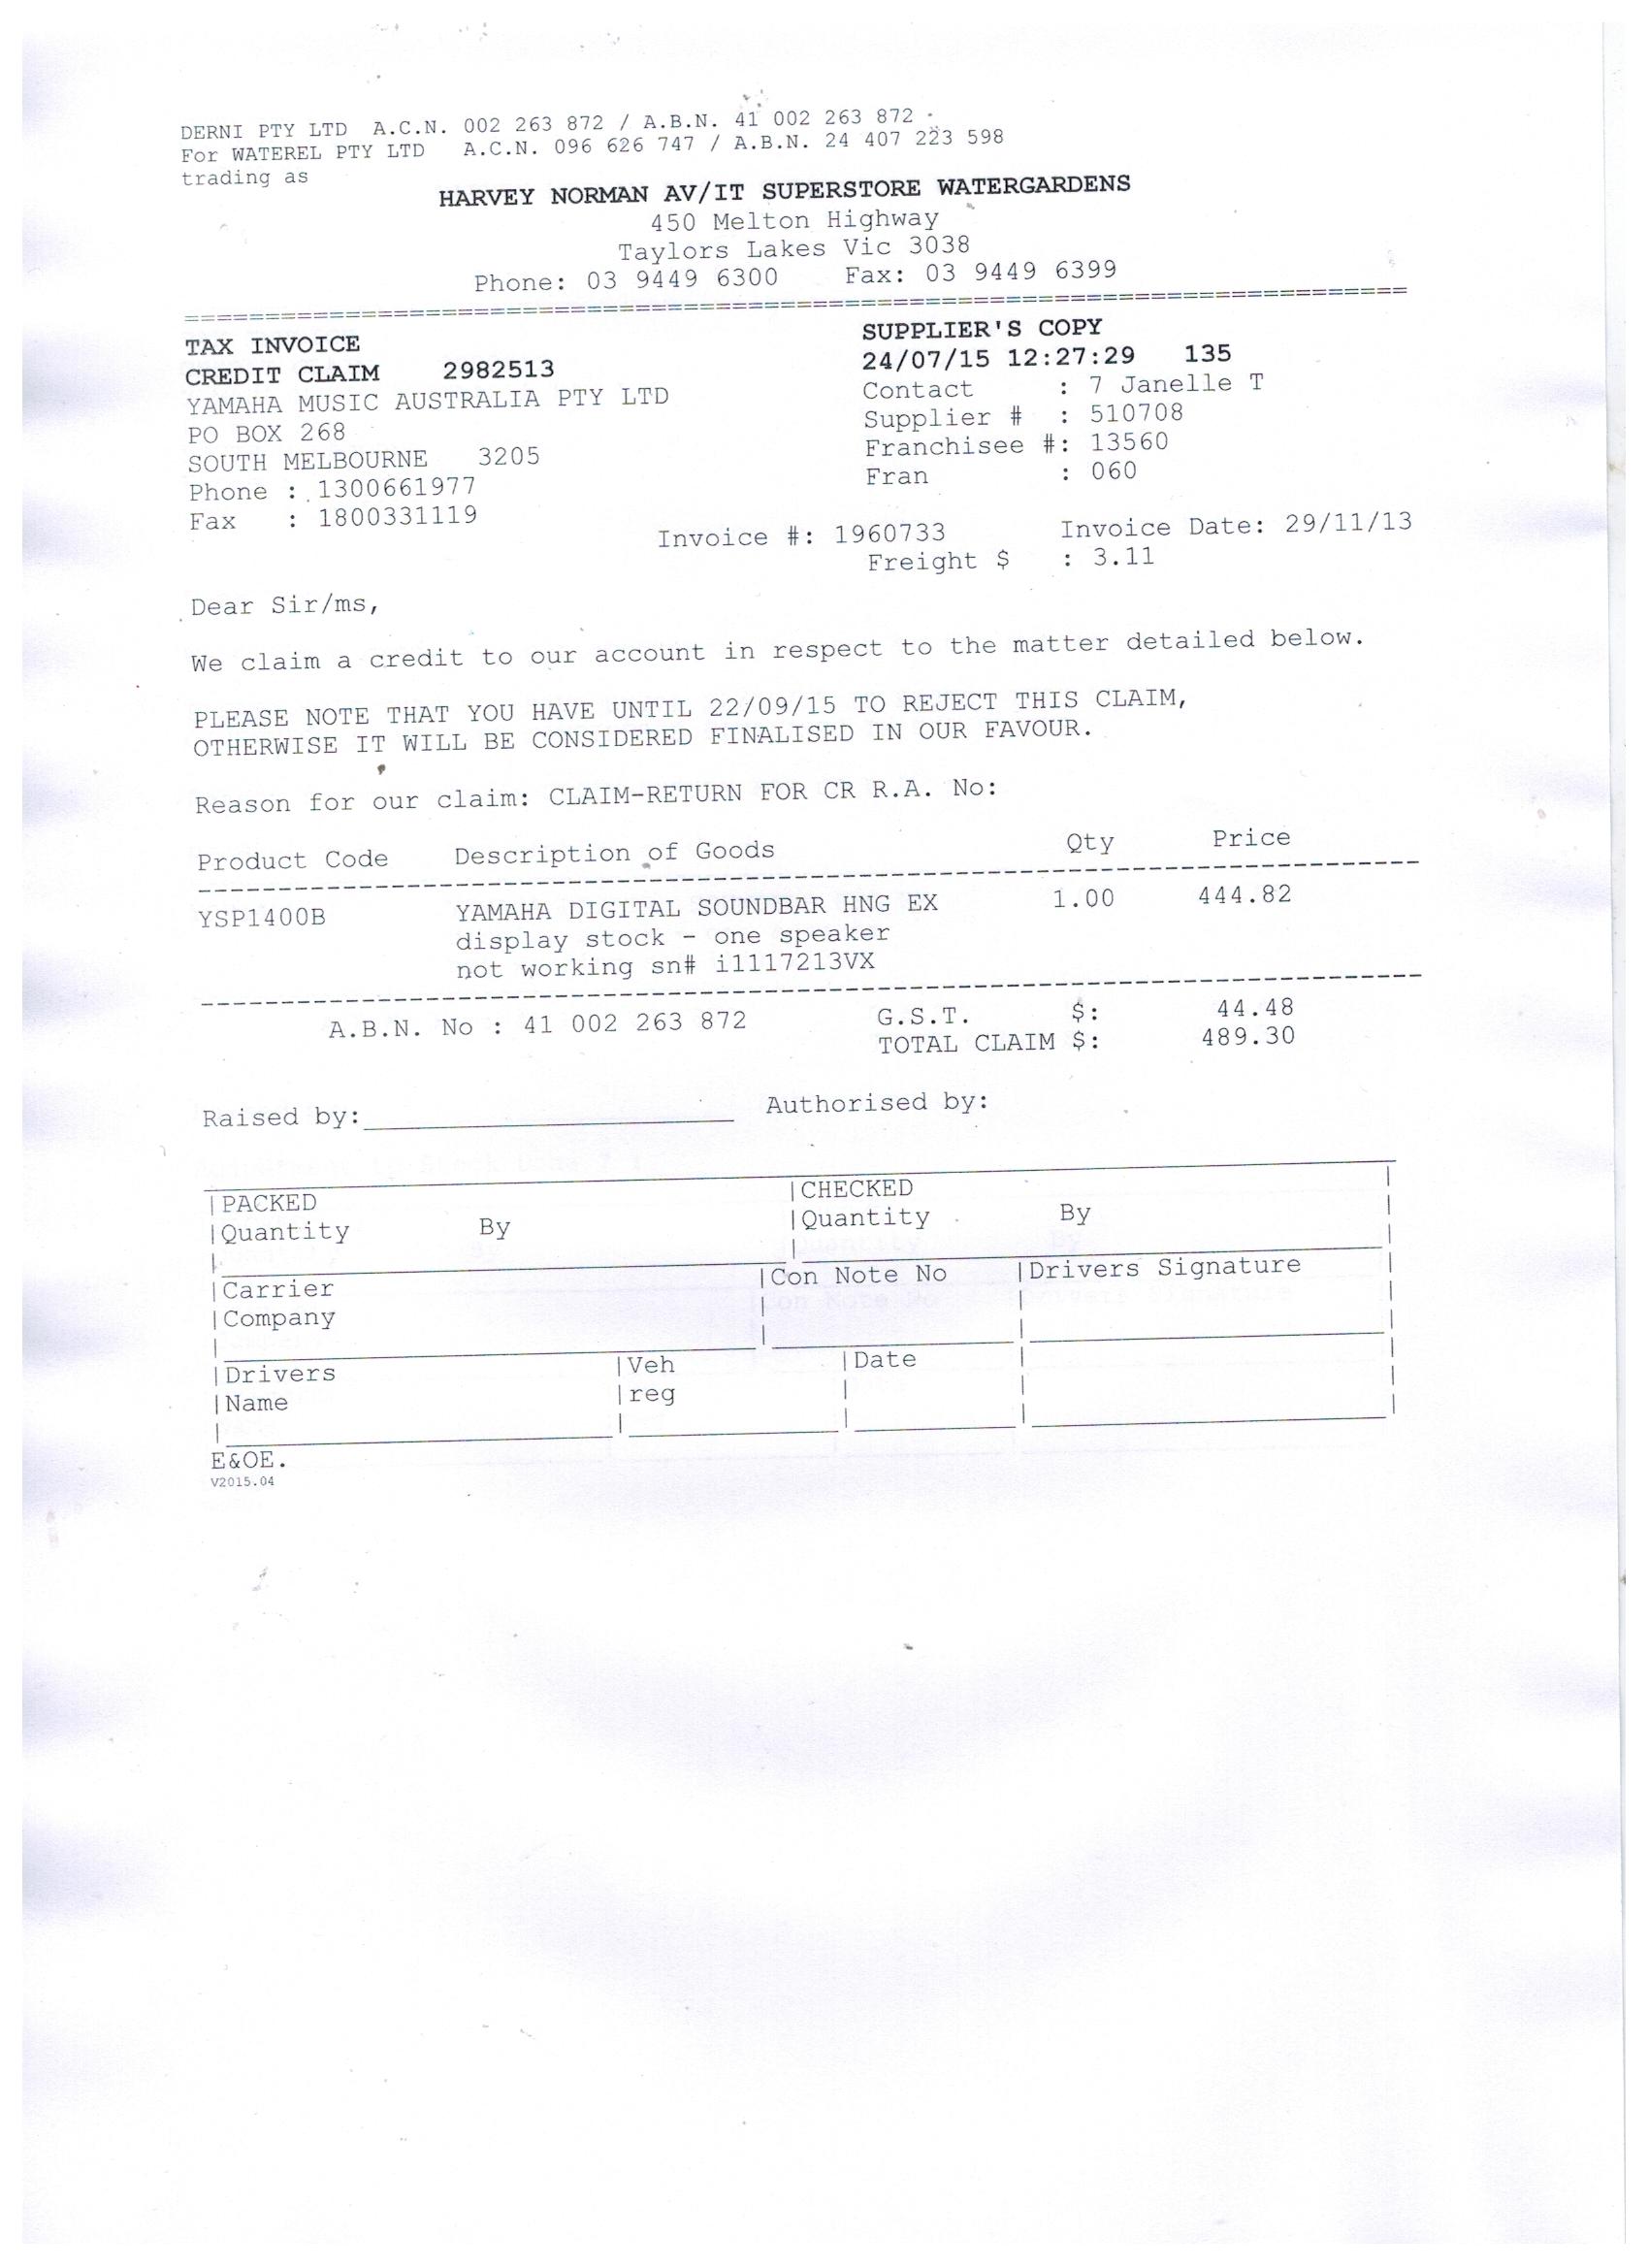 DERNI PTY LTD A.C.N. 002 263 872 / A.B.N. 41 002 263 872
For WATEREL PTY LTD A.C.N. 096 626 747 / A.B.N. 24 407 223 598
trading as
HARVEY NORMAN AV/IT SUPERSTORE WATERGARDENS
450 Melton Highway
Taylors Lakes Vic 3038
Phone: 03 9449 6300 Fax: 03 9449 6399
TAX INVOICE SUPPLIER'S COPY
CREDIT CLAIM 2982513 24/07/15 12:27:29 135
YAMAHA MUSIC AUSTRALIA PTY LTD Contact : 7 Janelle T
PO BOX 268 Supplier # : 510708
SOUTH MELBOURNE 3205 Franchisee #: 13560
Phone : 1300661977 Fran : 060
Fax : 1800331119
Invoice #: 1960733 Invoice Date: 29/11/13
Freight $ : 3.11
Dear Sir/ms,
We claim a credit to our account in respect to the matter detailed below.
PLEASE NOTE THAT YOU HAVE UNTIL 22/09/15 TO REJECT THIS CLAIM,
OTHERWISE IT WILL BE CONSIDERED FINALISED IN OUR FAVOUR.
Reason for our claim: CLAIM-RETURN FOR CR R.A. No:
Product Code Description of Goods Qty Price
YSP1400B YAMAHA DIGITAL SOUNDBAR HNG EX 1.00 444.82
display stock - one speaker
not working sn# i1117213VX
A.B.N. No : 41 002 263 872 G.S.T. $: 44.48
TOTAL CLAIM $: 489.30
Raised by: Authorised by:
PACKED CHECKED
Quantity By Quantity By
Carrier Con Note No Drivers Signature
Company
Drivers Veh Date
Name reg
E&OE.
V2015.04